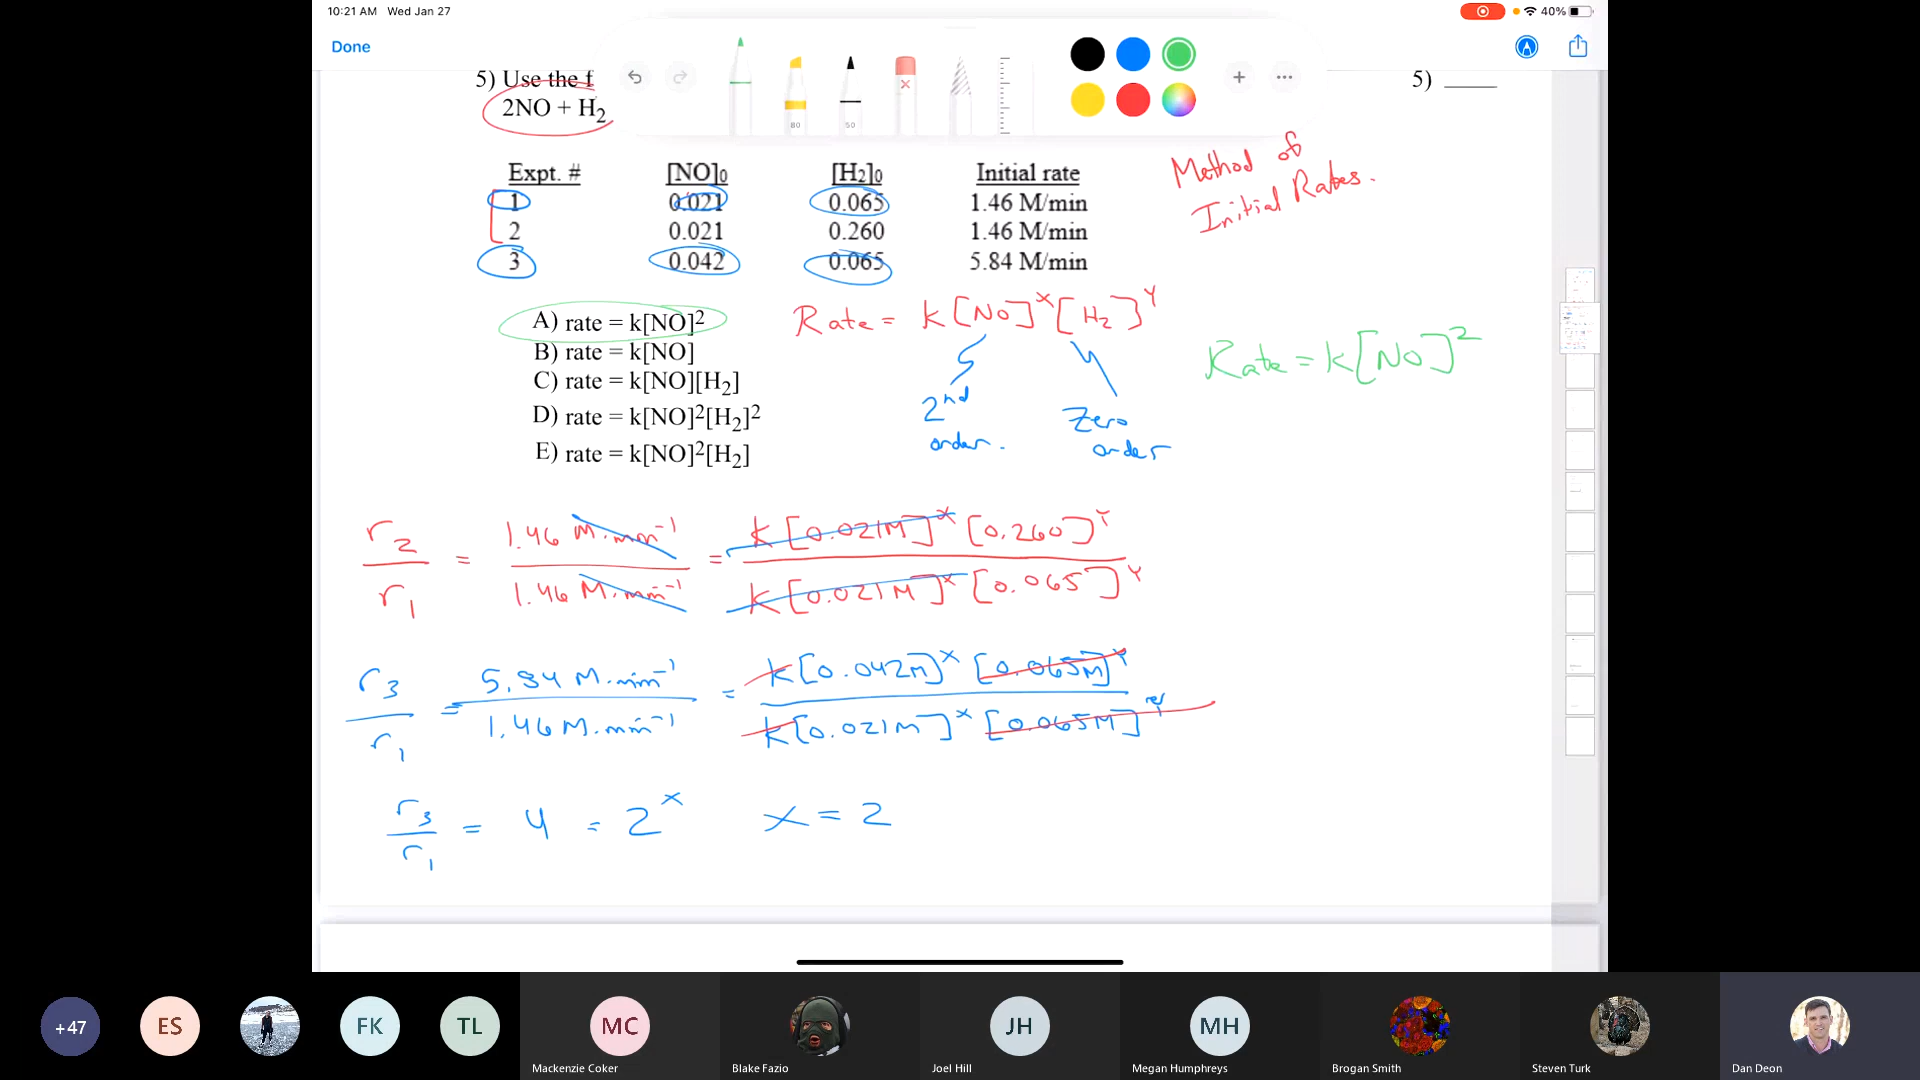 10:21 AM Wed Jan 27
40%
Done
5) Use the f
5) _____
2NO + H₂
80
50
Method of
Initial Rates.
Expt. # [NO]₀ [H₂]₀ Initial rate
1 0.021 0.065 1.46 M/min
2 0.021 0.260 1.46 M/min
3 0.042 0.065 5.84 M/min
A) rate = k[NO]²
B) rate = k[NO]
C) rate = k[NO][H₂]
D) rate = k[NO]²[H₂]²
E) rate = k[NO]²[H₂]
Rate = k[NO]ˣ[H₂]ʸ
2nd order.
Zero order
Rate = k[NO]²
r₂/r₁ = 1.46 M·min⁻¹/1.46 M·min⁻¹ = k[0.021M]ˣ[0.260]ʸ/k[0.021M]ˣ[0.065]ʸ
r₃/r₁ = 5.84 M·min⁻¹/1.46 M·min⁻¹ = k[0.042M]ˣ[0.065M]ʸ/k[0.021M]ˣ[0.065M]ʸ
r₃/r₁ = 4 = 2ˣ x = 2
+47
ES
FK
TL
MC
JH
MH
Mackenzie Coker
Blake Fazio
Joel Hill
Megan Humphreys
Brogan Smith
Steven Turk
Dan Deon